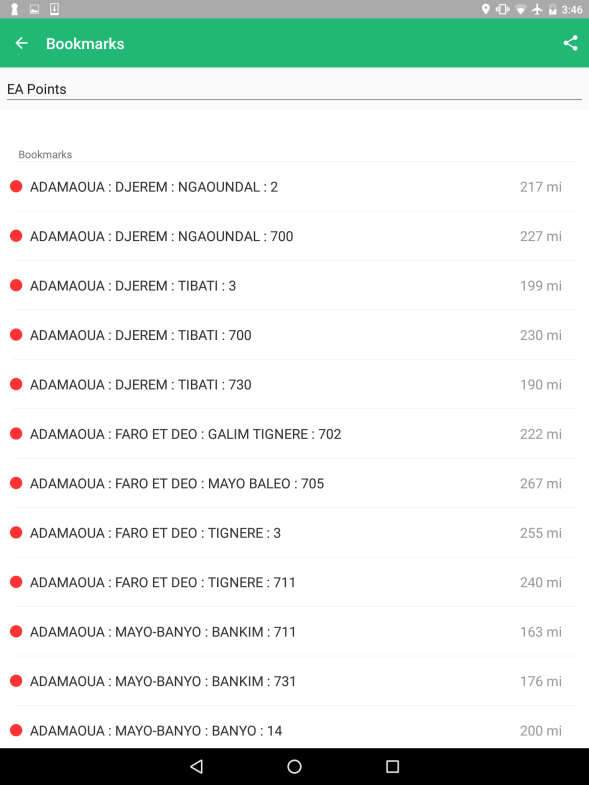 3:46
Bookmarks
EA Points
Bookmarks
ADAMAOUA : DJEREM : NGAOUNDAL : 2 217 mi
ADAMAOUA : DJEREM : NGAOUNDAL : 700 227 mi
ADAMAOUA : DJEREM : TIBATI : 3 199 mi
ADAMAOUA : DJEREM : TIBATI : 700 230 mi
ADAMAOUA : DJEREM : TIBATI : 730 190 mi
ADAMAOUA : FARO ET DEO : GALIM TIGNERE : 702 222 mi
ADAMAOUA : FARO ET DEO : MAYO BALEO : 705 267 mi
ADAMAOUA : FARO ET DEO : TIGNERE : 3 255 mi
ADAMAOUA : FARO ET DEO : TIGNERE : 711 240 mi
ADAMAOUA : MAYO-BANYO : BANKIM : 711 163 mi
ADAMAOUA : MAYO-BANYO : BANKIM : 731 176 mi
ADAMAOUA : MAYO-BANYO : BANYO : 14 200 mi